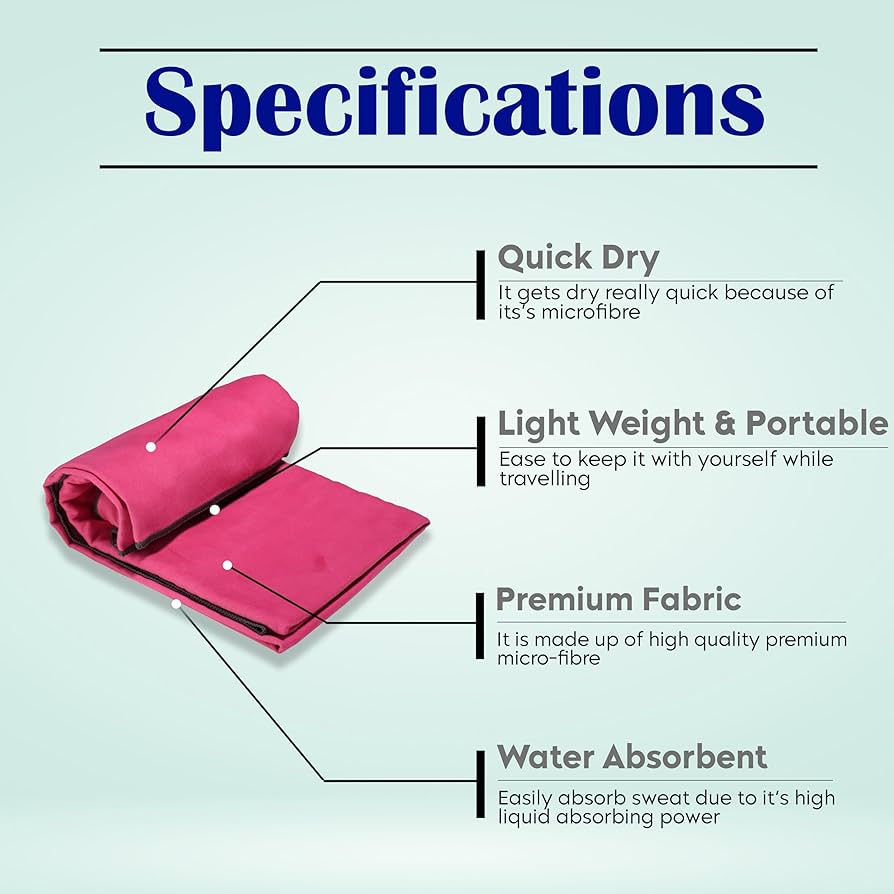 Specifications
Quick Dry
It gets dry really quick because of
its's microfibre
Light Weight & Portable
Ease to keep it with yourself while
travelling
Premium Fabric
It is made up of high quality premium
micro-fibre
Water Absorbent
Easily absorb sweat due to it's high
liquid absorbing power